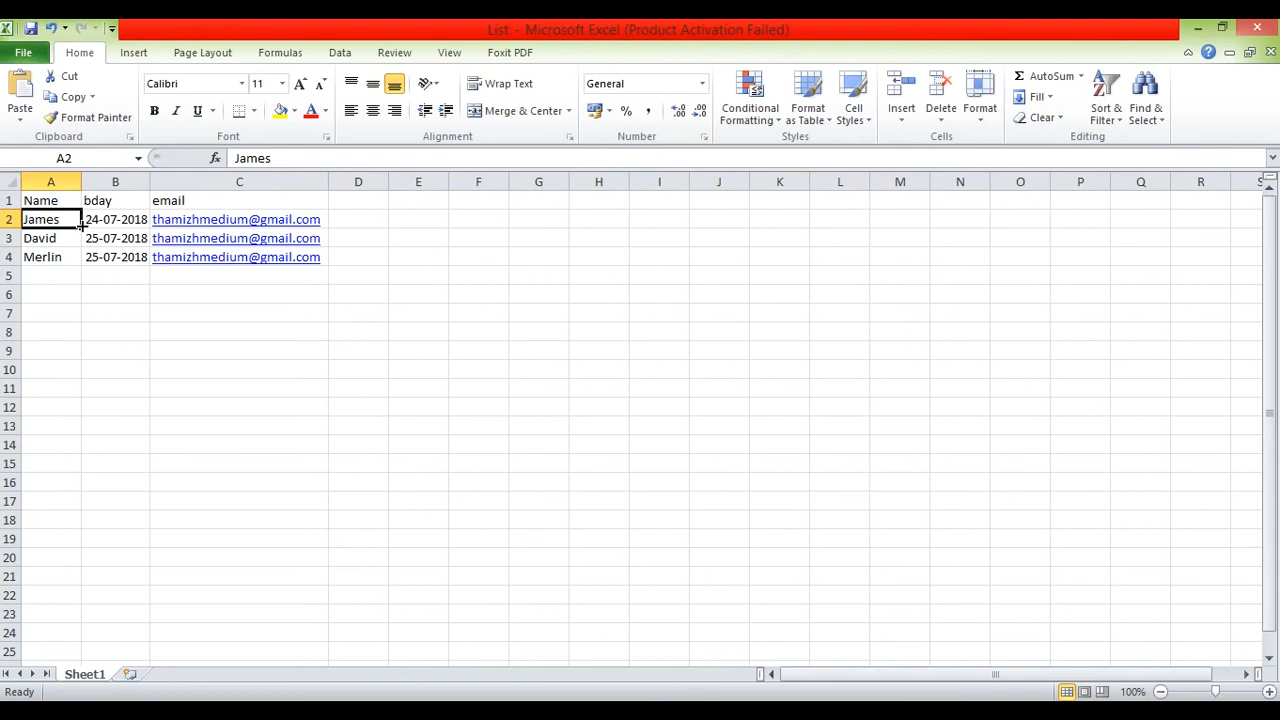 List - Microsoft Excel (Product Activation Failed)
File Home Insert Page Layout Formulas Data Review View Foxit PDF
Paste
Cut
Copy
Format Painter
Clipboard
Calibri 11
B I U
Font
Wrap Text
Merge & Center
Alignment
General
%
Number
Conditional Formatting
Format as Table
Cell Styles
Styles
Insert
Delete
Format
Cells
AutoSum
Fill
Clear
Sort & Filter
Find & Select
Editing
A2 fx James
A B C D E F G H I J K L M N O P Q R S
1 Name bday email
2 James 24-07-2018 thamizhmedium@gmail.com
3 David 25-07-2018 thamizhmedium@gmail.com
4 Merlin 25-07-2018 thamizhmedium@gmail.com
5
6
7
8
9
10
11
12
13
14
15
16
17
18
19
20
21
22
23
24
25
Sheet1
Ready 100%